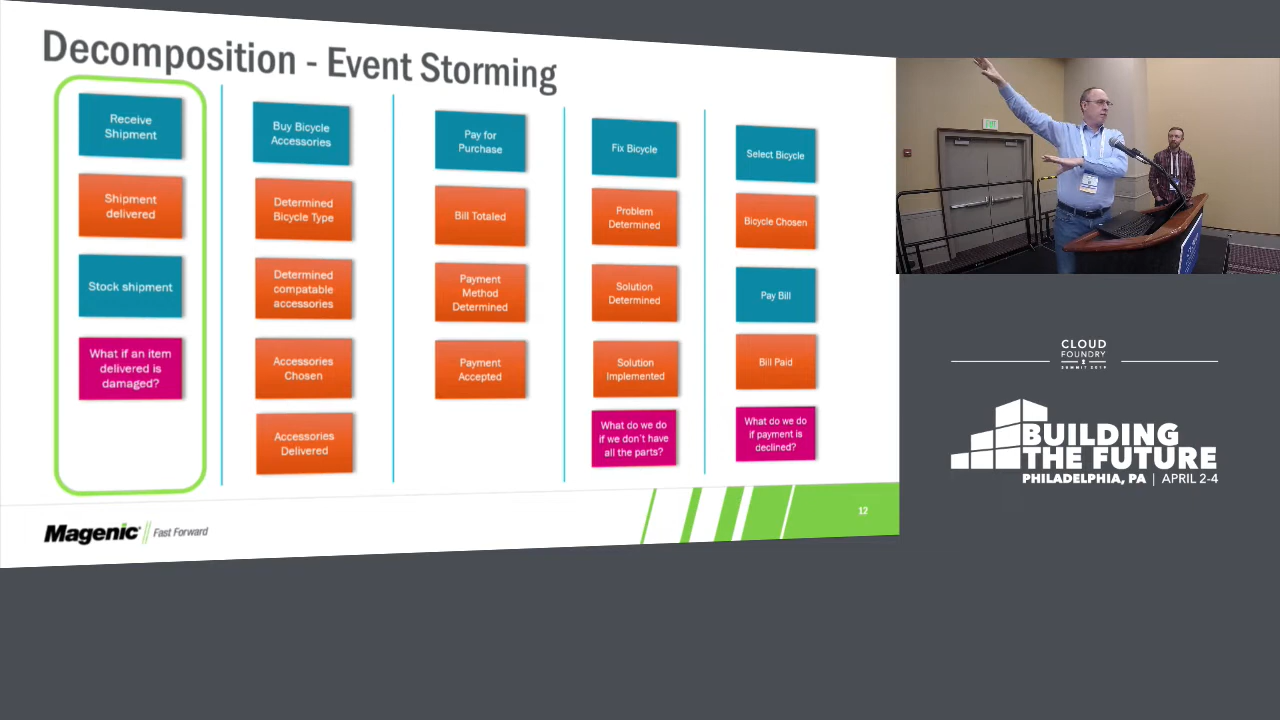 Decomposition - Event Storming
Receive
Shipment
Shipment
delivered
Stock shipment
What if an item
delivered is
damaged?
Buy Bicycle
Accessories
Determined
Bicycle Type
Determined
compatable
accessories
Accessories
Chosen
Accessories
Delivered
Pay for
Purchase
Bill Totaled
Payment
Method
Determined
Payment
Accepted
Fix Bicycle
Problem
Determined
Solution
Determined
Solution
Implemented
What do we do
if we don't have
all the parts?
Select Bicycle
Bicycle Chosen
Pay Bill
Bill Paid
What do we do
if payment is
declined?
Magenic
Fast Forward
12
EXIT
CLOUD
FOUNDRY
SUMMIT 2019
BUILDING
THE FUTURE
PHILADELPHIA, PA | APRIL 2-4